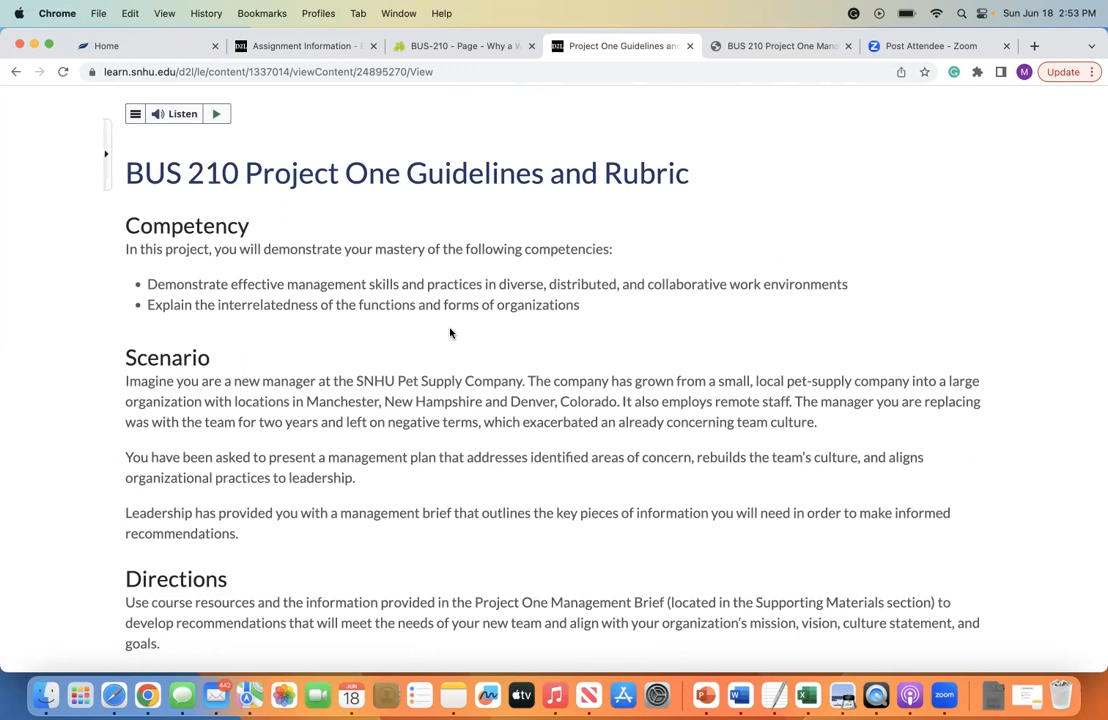 Chrome File Edit View History Bookmarks Profiles Tab Window Help Sun Jun 18 2:53 PM
Home D2L Assignment Information - BUS-210 - Page - Why a D2L Project One Guidelines and BUS 210 Project One Mana Post Attendee - Zoom
learn.snhu.edu/d2l/le/content/1337014/viewContent/24895270/View M Update
Listen
BUS 210 Project One Guidelines and Rubric
Competency
In this project, you will demonstrate your mastery of the following competencies:
• Demonstrate effective management skills and practices in diverse, distributed, and collaborative work environments
• Explain the interrelatedness of the functions and forms of organizations
Scenario
Imagine you are a new manager at the SNHU Pet Supply Company. The company has grown from a small, local pet-supply company into a large
organization with locations in Manchester, New Hampshire and Denver, Colorado. It also employs remote staff. The manager you are replacing
was with the team for two years and left on negative terms, which exacerbated an already concerning team culture.
You have been asked to present a management plan that addresses identified areas of concern, rebuilds the team's culture, and aligns
organizational practices to leadership.
Leadership has provided you with a management brief that outlines the key pieces of information you will need in order to make informed
recommendations.
Directions
Use course resources and the information provided in the Project One Management Brief (located in the Supporting Materials section) to
develop recommendations that will meet the needs of your new team and align with your organization's mission, vision, culture statement, and
goals.
JUN
18
tv
zoom